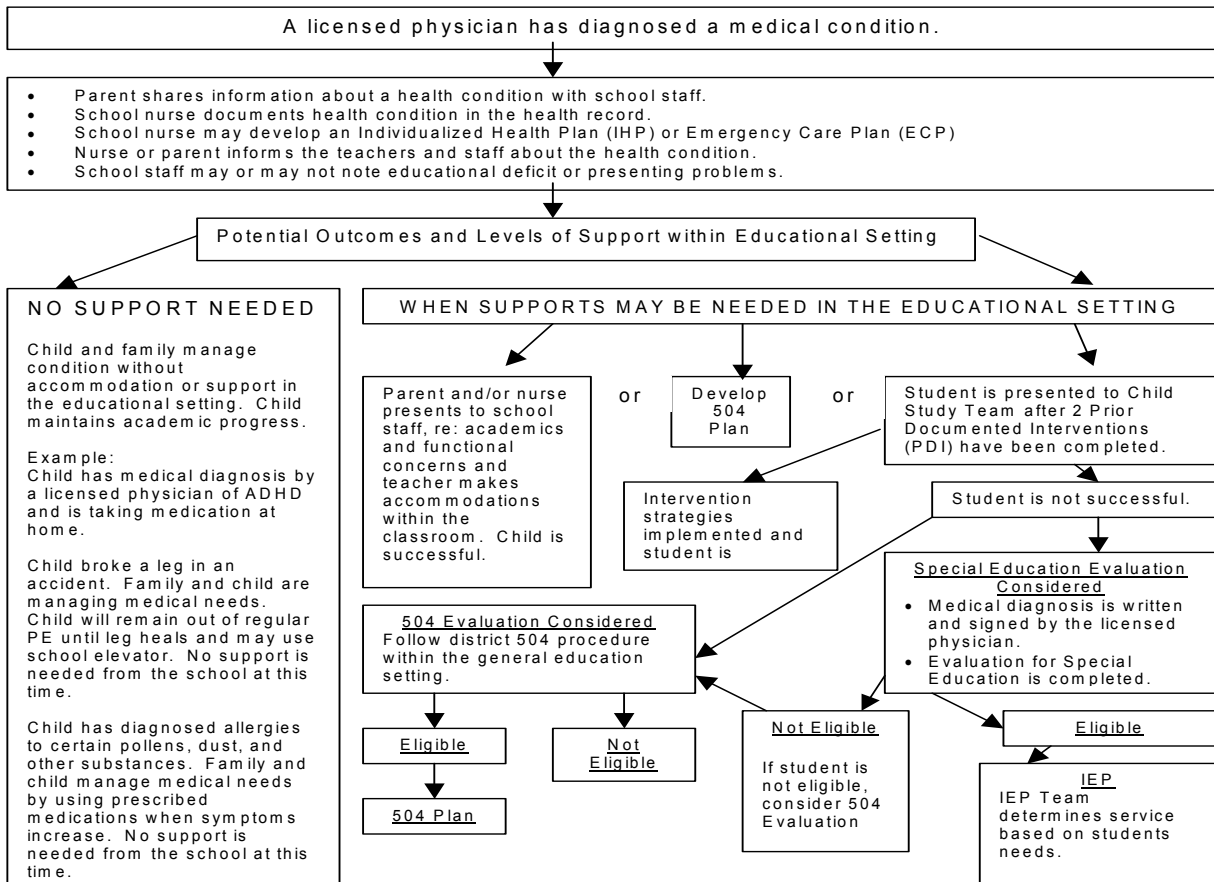 A licensed physician has diagnosed a medical condition.
• Parent shares information about a health condition with school staff.
• School nurse documents health condition in the health record.
• School nurse may develop an Individualized Health Plan (IHP) or Emergency Care Plan (ECP)
• Nurse or parent informs the teachers and staff about the health condition.
• School staff may or may not note educational deficit or presenting problems.
Potential Outcomes and Levels of Support within Educational Setting
NO SUPPORT NEEDED
Child and family manage
condition without
accommodation or support in
the educational setting. Child
maintains academic progress.
Example:
Child has medical diagnosis by
a licensed physician of ADHD
and is taking medication at
home.
Child broke a leg in an
accident. Family and child are
managing medical needs.
Child will remain out of regular
PE until leg heals and may use
school elevator. No support is
needed from the school at this
time.
Child has diagnosed allergies
to certain pollens, dust, and
other substances. Family and
child manage medical needs
by using prescribed
medications when symptoms
increase. No support is
needed from the school at this
time.
WHEN SUPPORTS MAY BE NEEDED IN THE EDUCATIONAL SETTING
Parent and/or nurse
presents to school
staff, re: academics
and functional
concerns and
teacher makes
accommodations
within the
classroom. Child is
successful.
or
Develop
504
Plan
or
Student is presented to Child
Study Team after 2 Prior
Documented Interventions
(PDI) have been completed.
Intervention
strategies
implemented and
student is
Student is not successful.
Special Education Evaluation
Considered
• Medical diagnosis is written
and signed by the licensed
physician.
• Evaluation for Special
Education is completed.
504 Evaluation Considered
Follow district 504 procedure
within the general education
setting.
Eligible
504 Plan
Not
Eligible
Not Eligible
If student is
not eligible,
consider 504
Evaluation
Eligible
IEP
IEP Team
determines service
based on students
needs.